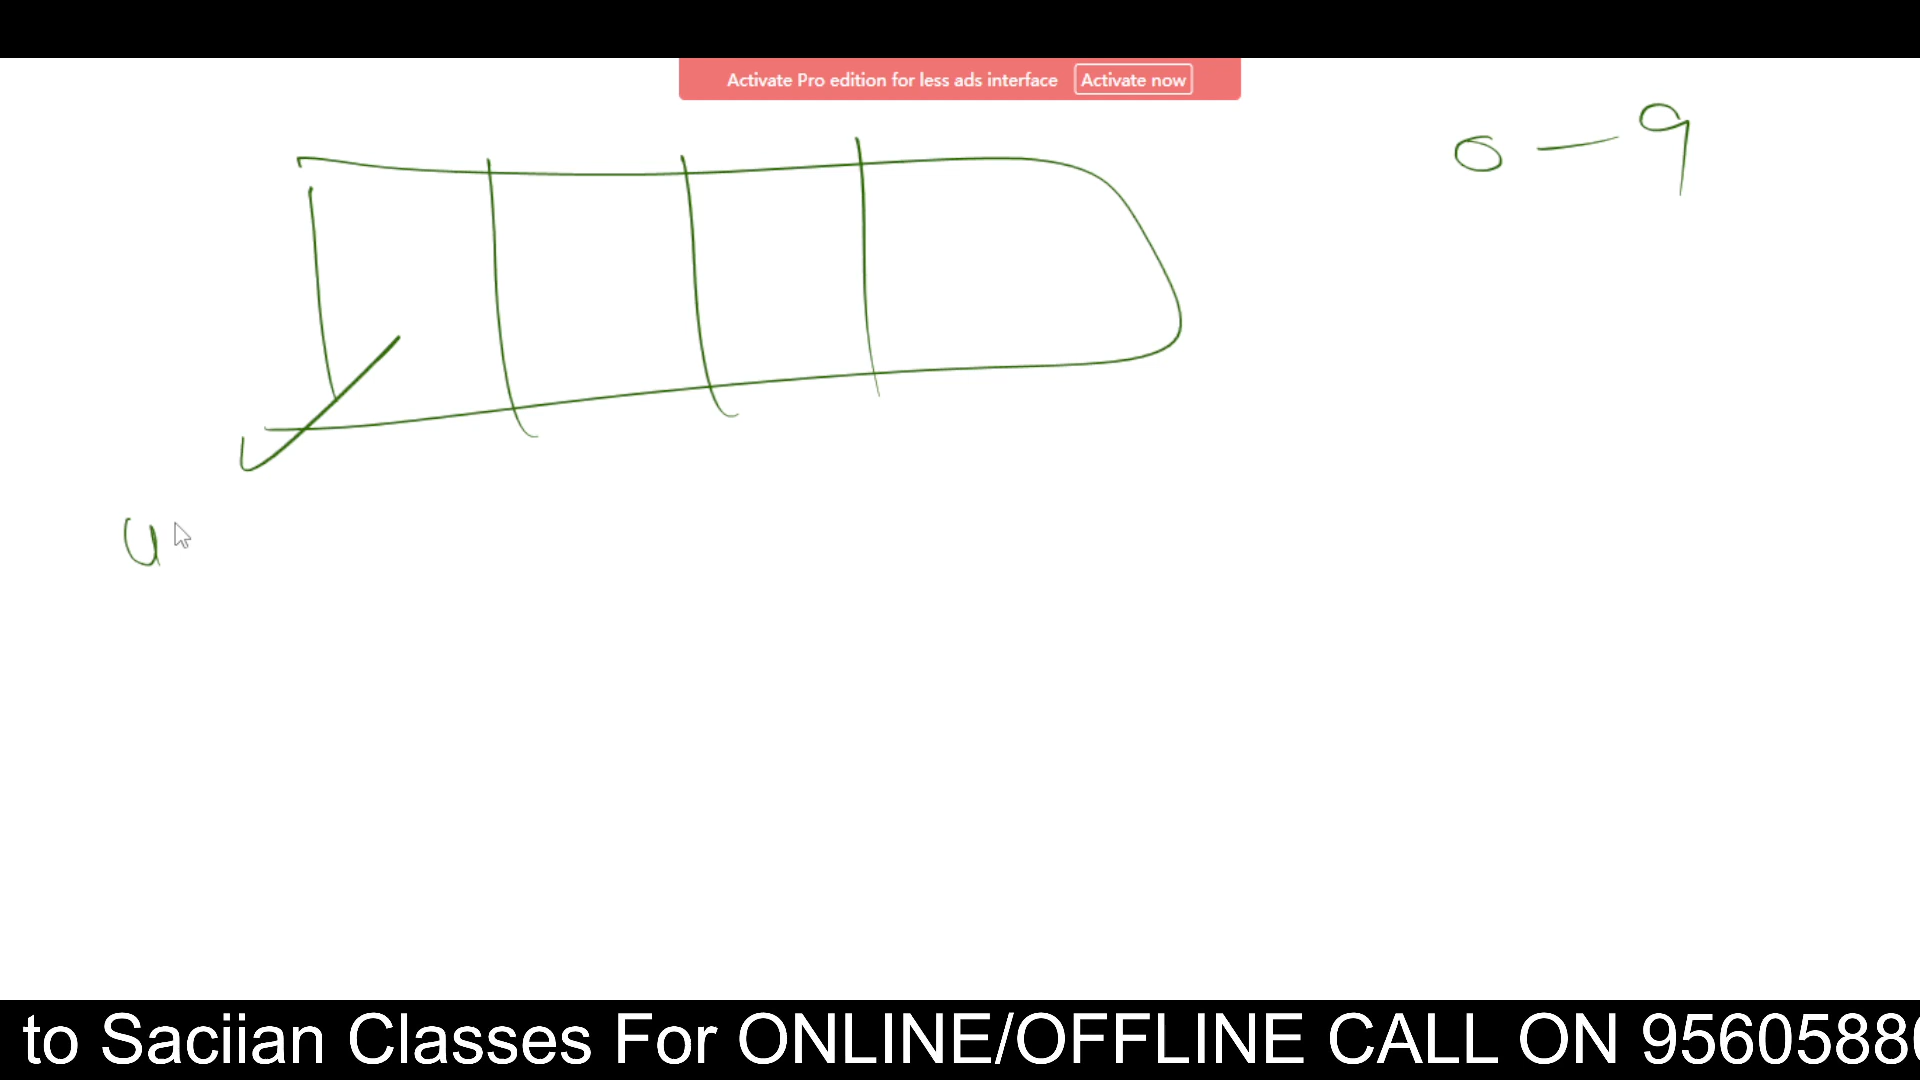 Activate Pro edition for less ads interface Activate now
0 — 9
to Saciian Classes For ONLINE/OFFLINE CALL ON 9560588